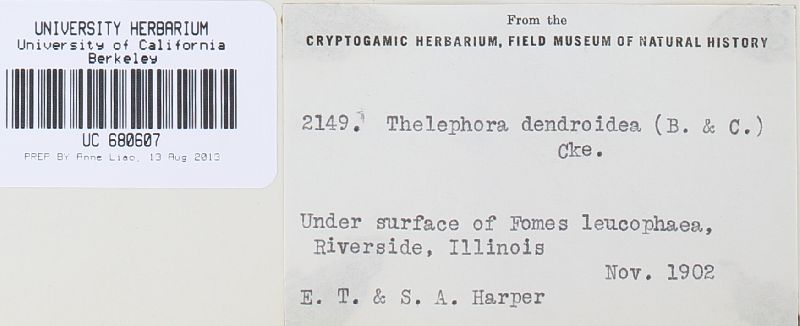 UNIVERSITY HERBARIUM
University of California
Berkeley
UC 680607
PREP BY Anne Liao, 13 Aug 2013
From the
CRYPTOGAMIC HERBARIUM, FIELD MUSEUM OF NATURAL HISTORY
2149. Thelephora dendroidea (B. & C.)
Cke.
Under surface of Fomes leucophaea,
Riverside, Illinois
Nov. 1902
E. T. & S. A. Harper